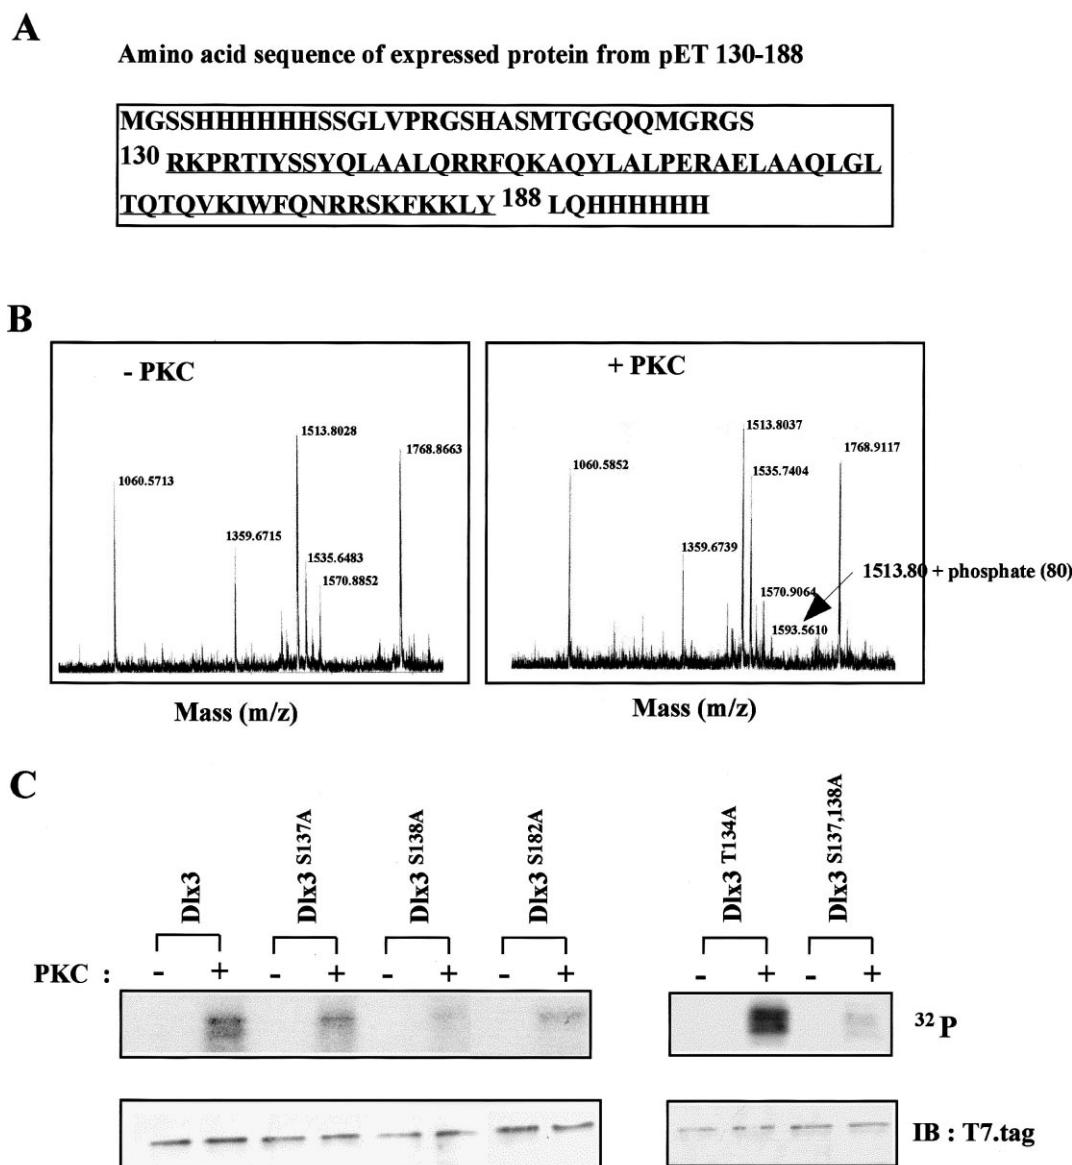 A
Amino acid sequence of expressed protein from pET 130-188
MGSSHHHHHHSSGLVPRGSHASMTGGQQMGRGS
130 RKPRTIYSSYQLAALQRRFQKAQYLALPERAELAAQLGL
TQTQVKIWFQNRRSKFKKLY 188 LQHHHHHH
B
- PKC
1060.5713
1359.6715
1513.8028
1535.6483
1570.8852
1768.8663
Mass (m/z)
+ PKC
1060.5852
1359.6739
1513.8037
1535.7404
1570.9064
1593.5610
1768.9117
1513.80 + phosphate (80)
Mass (m/z)
C
Dlx3
Dlx3 S137A
Dlx3 S138A
Dlx3 S182A
Dlx3 T134A
Dlx3 S137,138A
PKC : - + - + - + - + - + - +
32P
IB : T7.tag